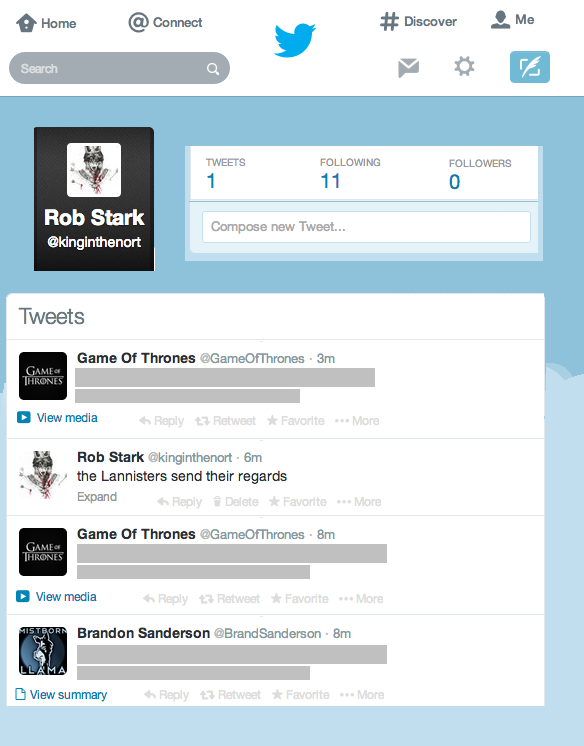 Home
Connect
Discover
Me
Search
Rob Stark
@kinginthenort
TWEETS
FOLLOWING
FOLLOWERS
1
11
0
Compose new Tweet...
Tweets
GAME OF THRONES
Game Of Thrones @GameOfThrones · 3m
View media
Reply Retweet Favorite More
Rob Stark @kinginthenort · 6m
the Lannisters send their regards
Expand
Reply Delete Favorite More
GAME OF THRONES
Game Of Thrones @GameOfThrones · 8m
View media
Reply Retweet Favorite More
MISTBORN
LLAMA
Brandon Sanderson @BrandSanderson · 8m
View summary
Reply Retweet Favorite More